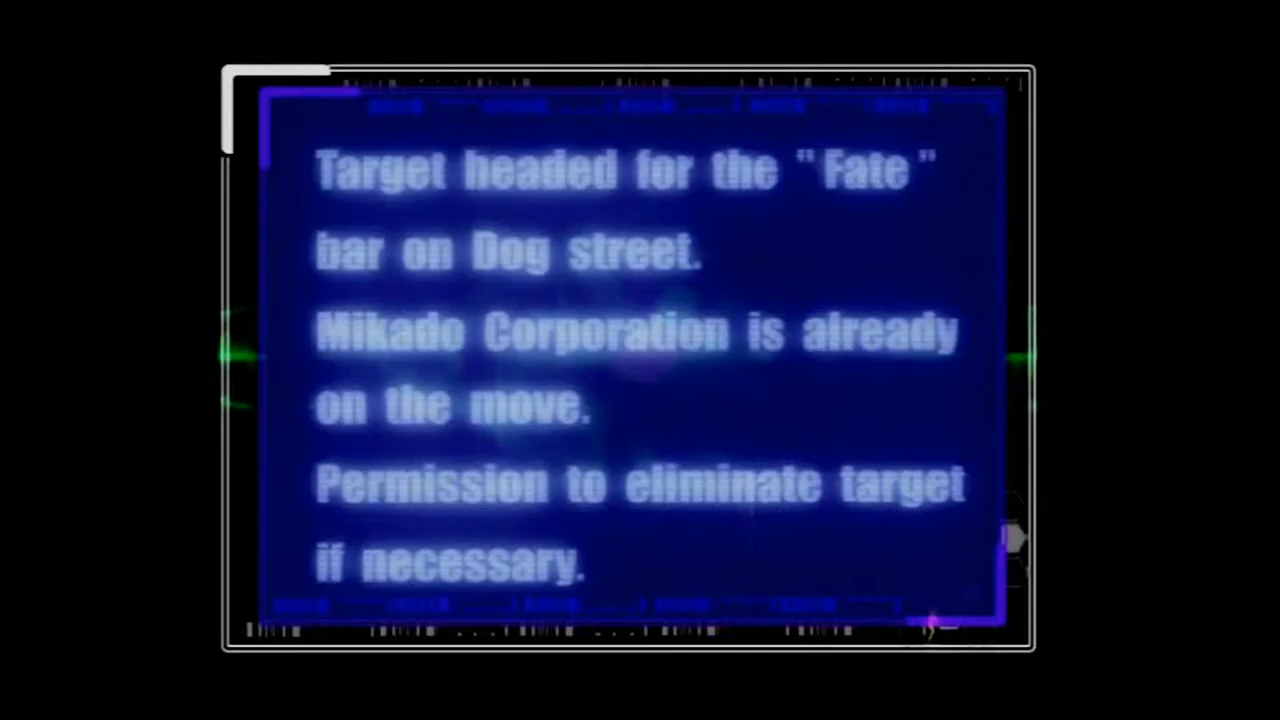 Target headed for the "Fate"
bar on Dog street.
Mikado Corporation is already
on the move.
Permission to eliminate target
if necessary.